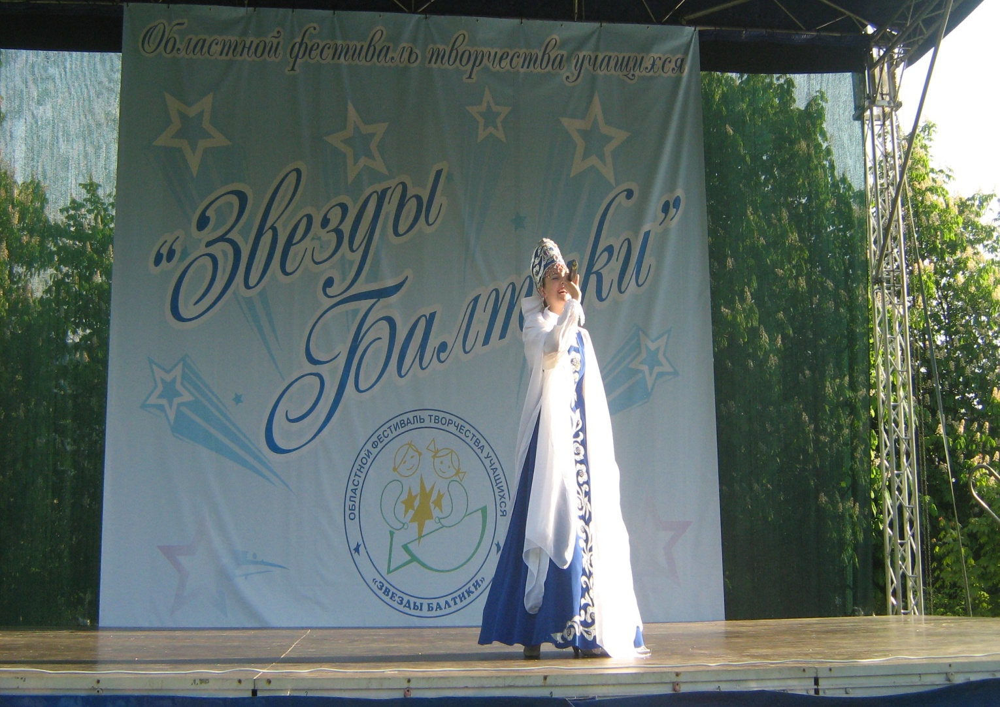 Областной фестиваль творчества учащихся
“Звезды
Балтики”
ОБЛАСТНОЙ ФЕСТИВАЛЬ ТВОРЧЕСТВА УЧАЩИХСЯ
«ЗВЕЗДЫ БАЛТИКИ»